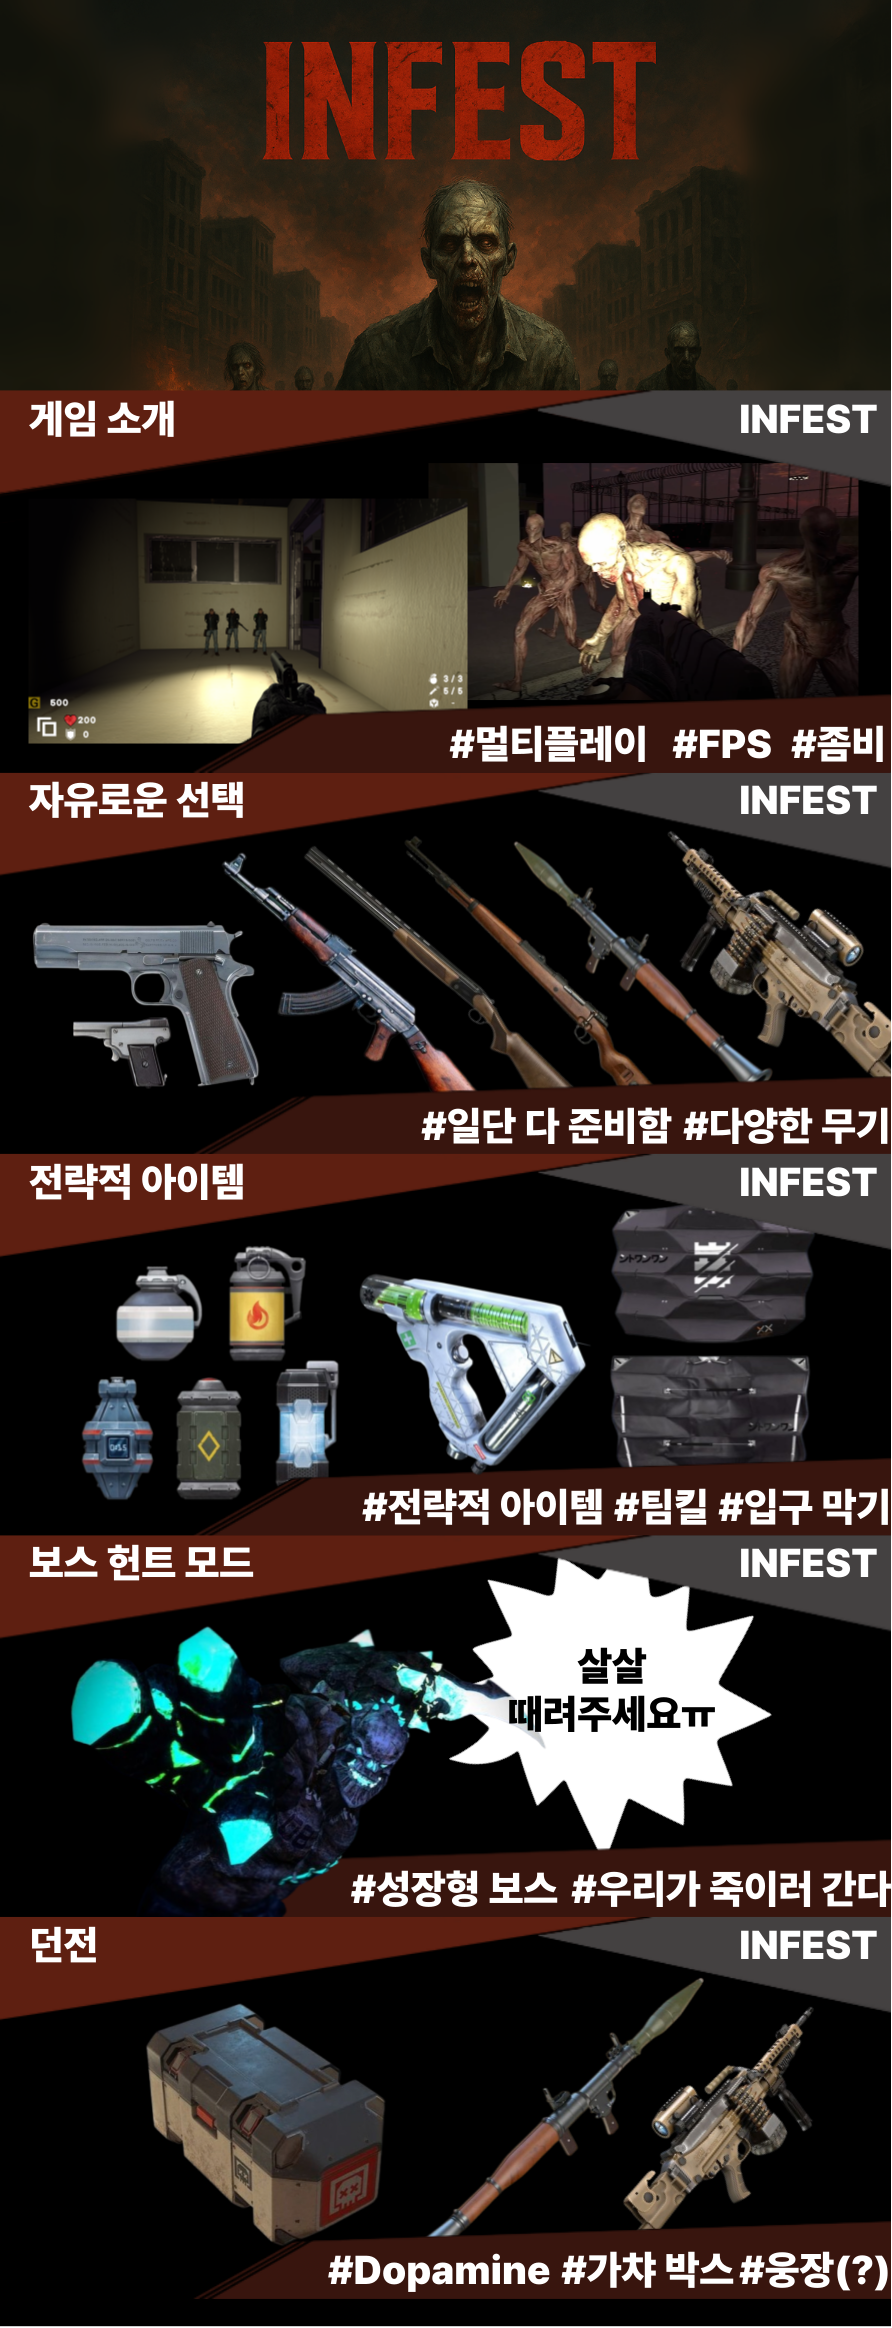 INFEST
게임 소개
INFEST
G 500
200
0
3 / 3
5 / 5
-
#멀티플레이 #FPS #좀비
자유로운 선택
INFEST
#일단 다 준비함 #다양한 무기
전략적 아이템
INFEST
#전략적 아이템 #팀킬 #입구 막기
보스 헌트 모드
INFEST
살살
때려주세요ㅠ
#성장형 보스 #우리가 죽이러 간다
던전
INFEST
#Dopamine #가챠 박스 #웅장(?)